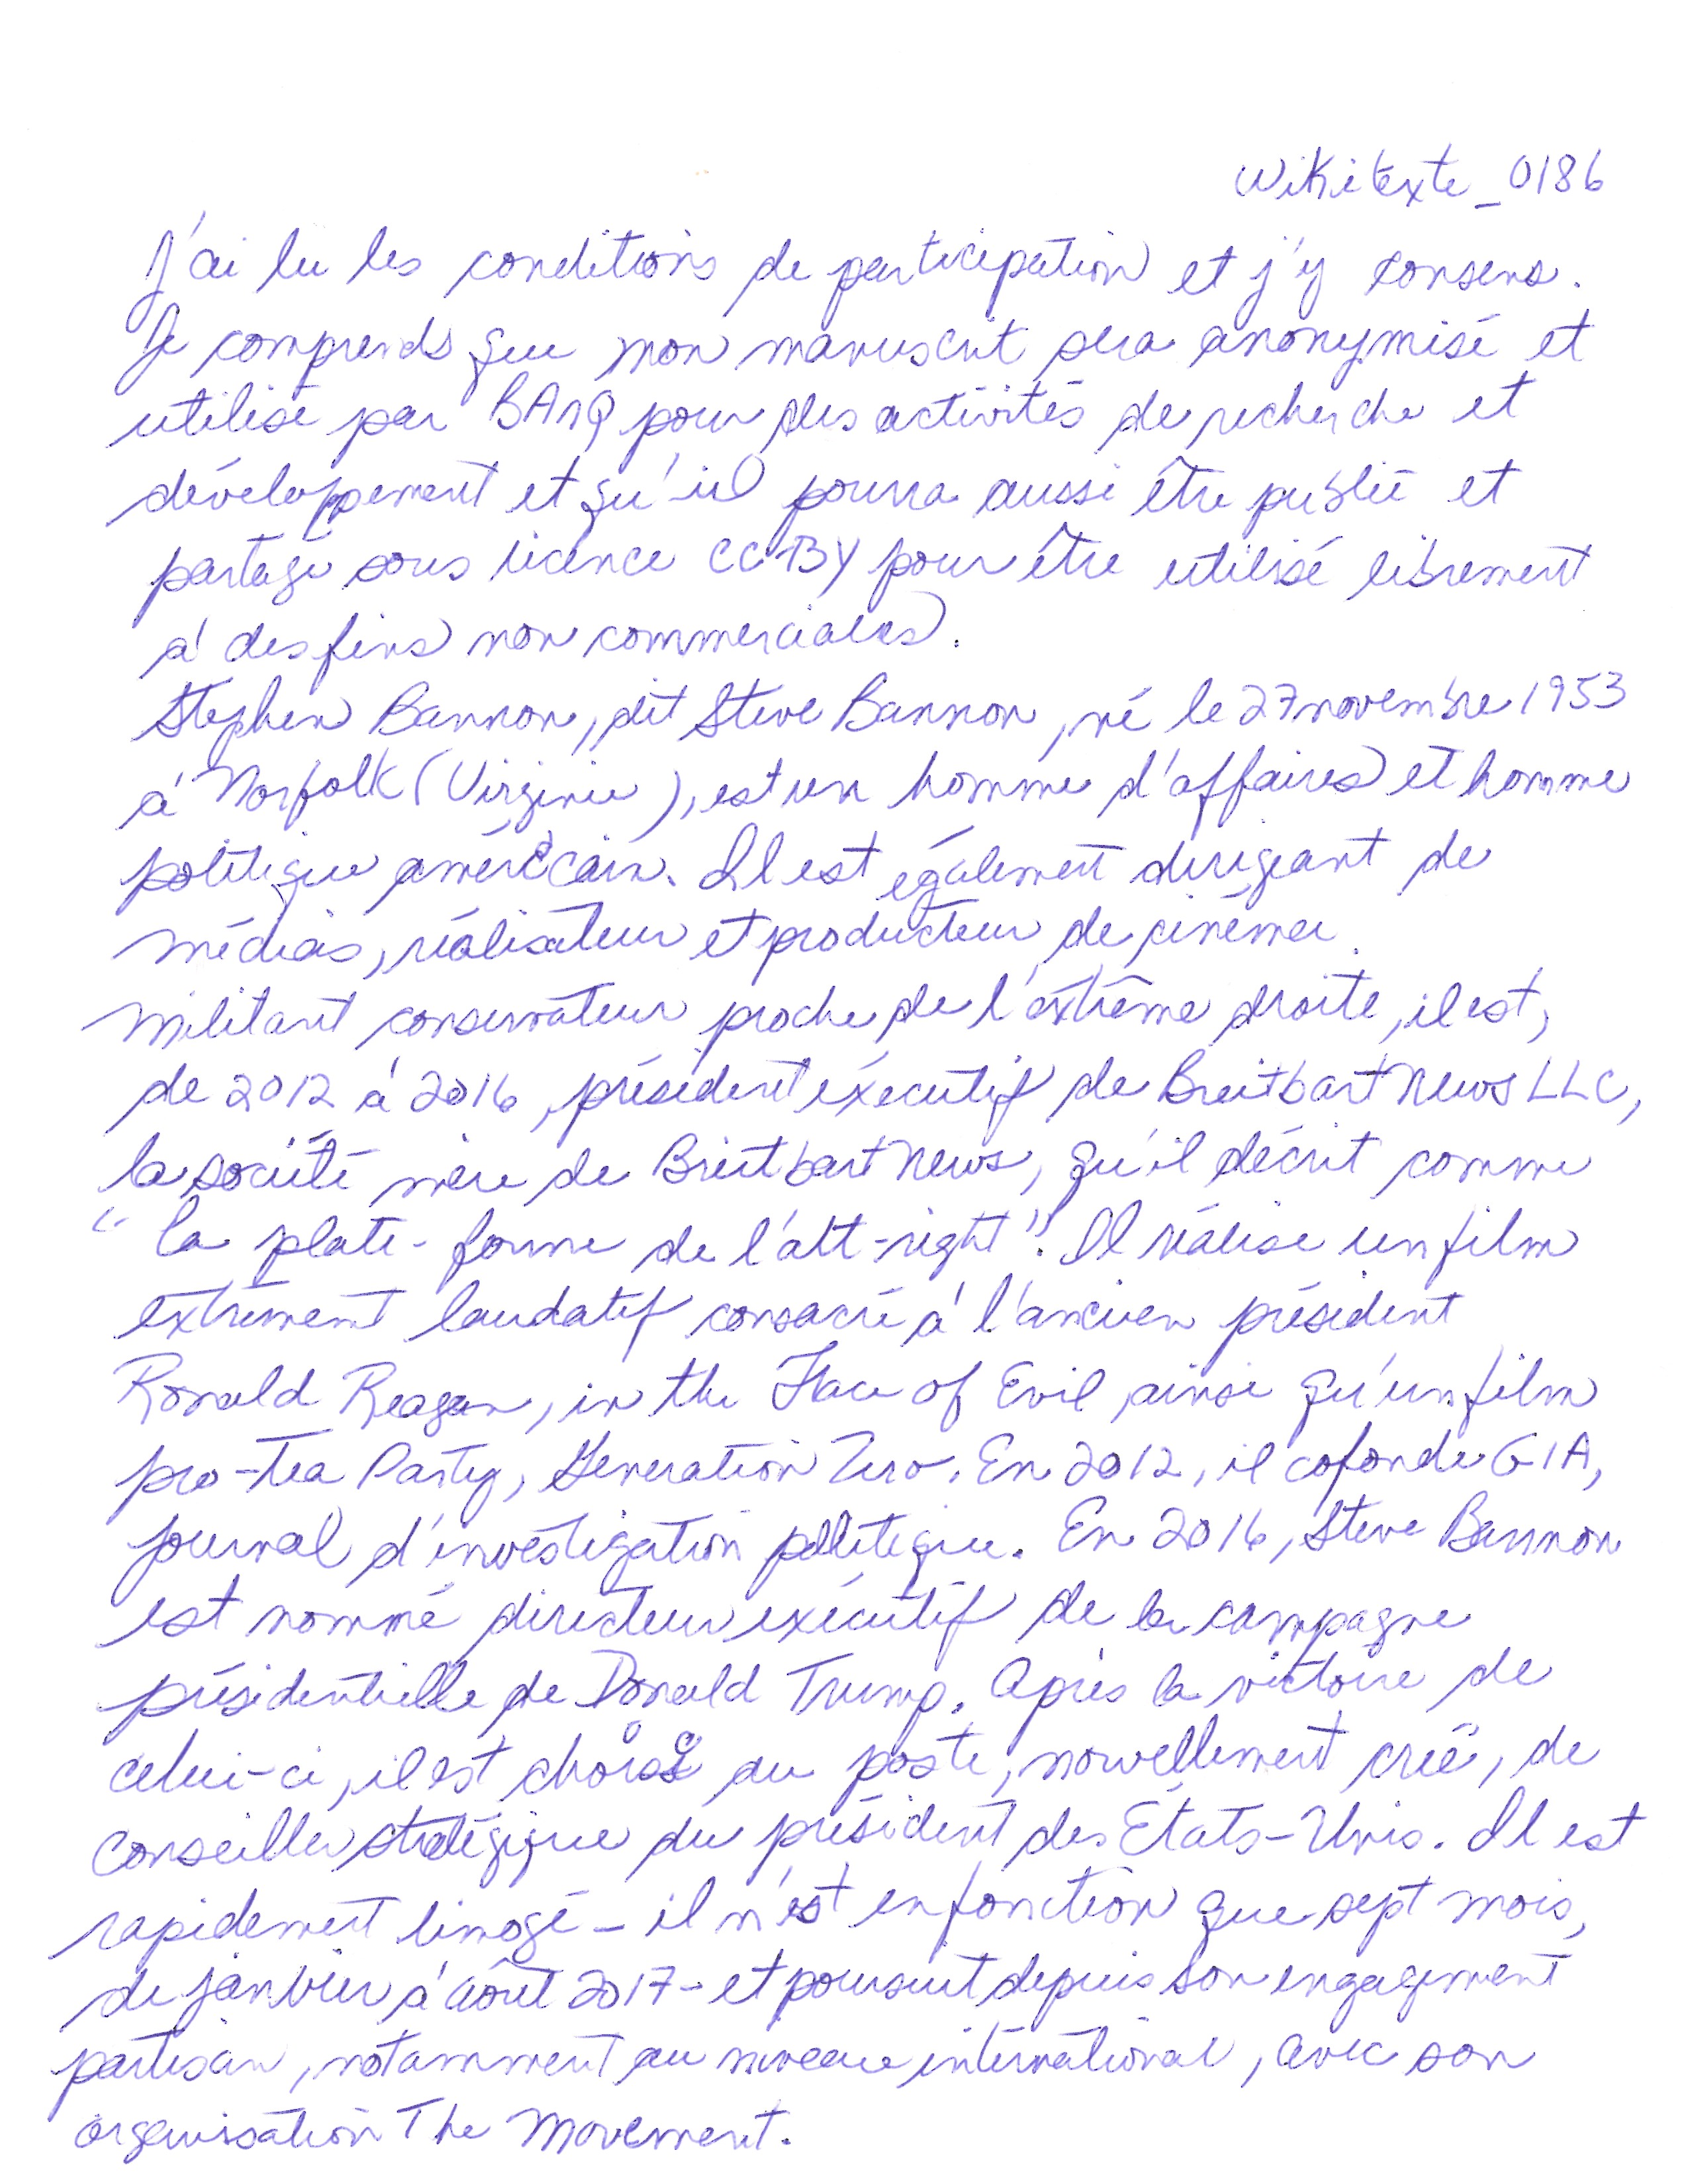 Wikitexte_0186
J'ai lu les conditions de participation et j'y consens.
Je comprends que mon manuscrit sera anonymisé et
utilisé par BAnQ pour des activités de recherche et
développement et qu'il pourra aussi être publié et
partagé sous licence CC BY pour être utilisé librement
à des fins non commerciales.
Stephen Bannon, dit Steve Bannon, né le 27 novembre 1953
à Norfolk (Virginie), est un homme d'affaires et homme
politique américain. Il est également dirigeant de
médias, réalisateur et producteur de cinéma.
Militant conservateur proche de l'extrême droite, il est,
de 2012 à 2016, président éxecutif de Breitbart News LLC,
la société mère de Breitbart News, qu'il décrit comme
"la plate-forme de l'alt-right". Il réalise un film
extrêment laudatif consacré à l'ancien président
Ronald Reagan, in the Face of Evil, ainsi qu'un film
pro-Tea Party, Generation Zero. En 2012, il cofonde GIA,
journal d'investigation politique. En 2016, Steve Bannon
est nommé directeur exécutif de la campagne
présidentielle de Donald Trump. Après la victoire de
celui-ci, il est choisi au poste, nouvellement créé, de
conseiller stratégique du président des États-Unis. Il est
rapidement limogé - il n'est en fonction que sept mois,
de janvier à août 2017 - et poursuit depuis son engagement
partisan, notamment au niveau international, avec son
organisation The Movement.